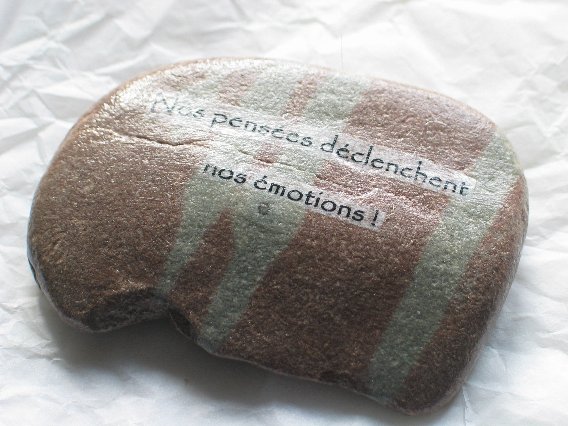 Nos pensées déclenchent
nos émotions !